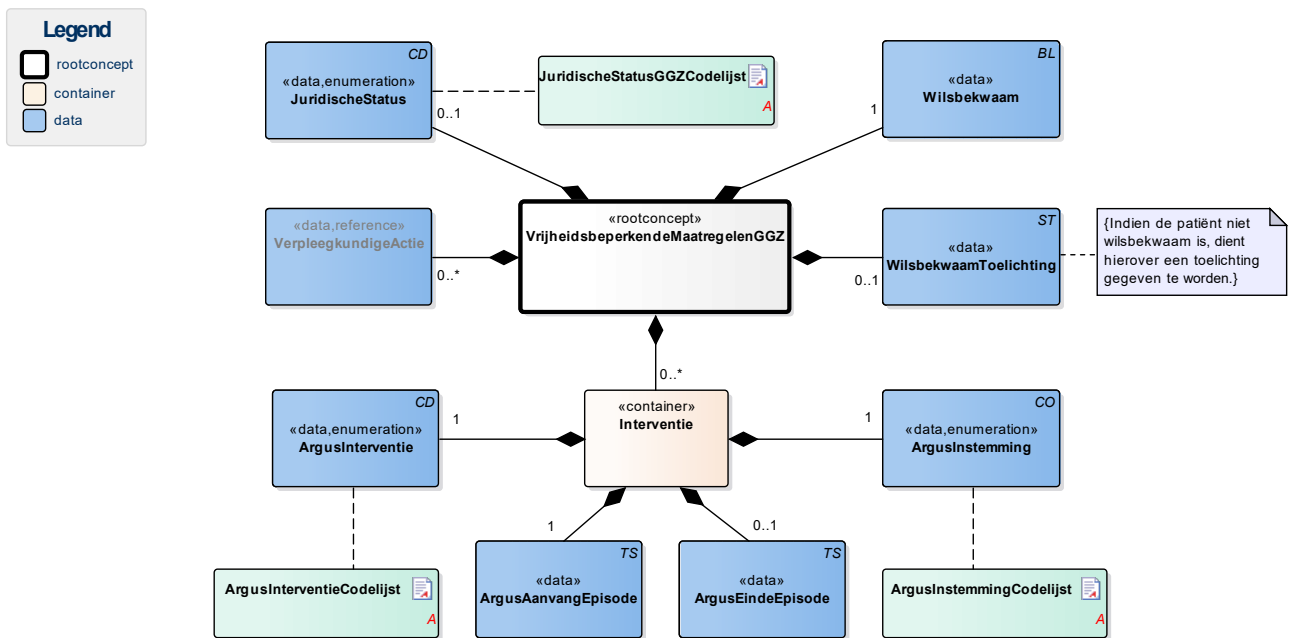 Legend
rootconcept
container
data
CD
«data,enumeration»
JuridischeStatus
0..1
JuridischeStatusGGZCodelijst
A
BL
«data»
Wilsbekwaam
1
«data,reference»
VerpleegkundigeActie
0..*
«rootconcept»
VrijheidsbeperkendeMaatregelenGGZ
ST
«data»
WilsbekwaamToelichting
0..1
{Indien de patiënt niet
wilsbekwaam is, dient
hierover een toelichting
gegeven te worden.}
0..*
CD
«data,enumeration»
ArgusInterventie
1
«container»
Interventie
CO
«data,enumeration»
ArgusInstemming
1
1
0..1
ArgusInterventieCodelijst
A
TS
«data»
ArgusAanvangEpisode
TS
«data»
ArgusEindeEpisode
ArgusInstemmingCodelijst
A